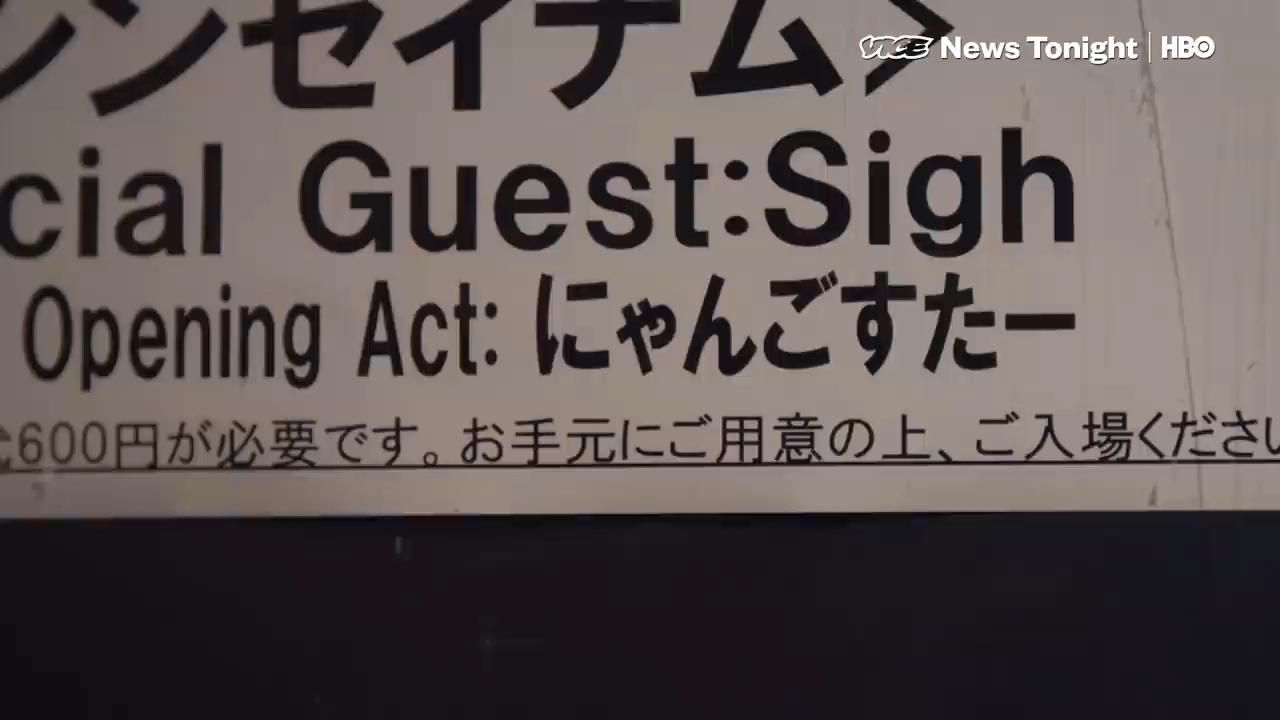 VICE News Tonight | HBO
ンセイナム>
cial Guest:Sigh
Opening Act: にゃんごすたー
600円が必要です。お手元にご用意の上、ご入場くださ